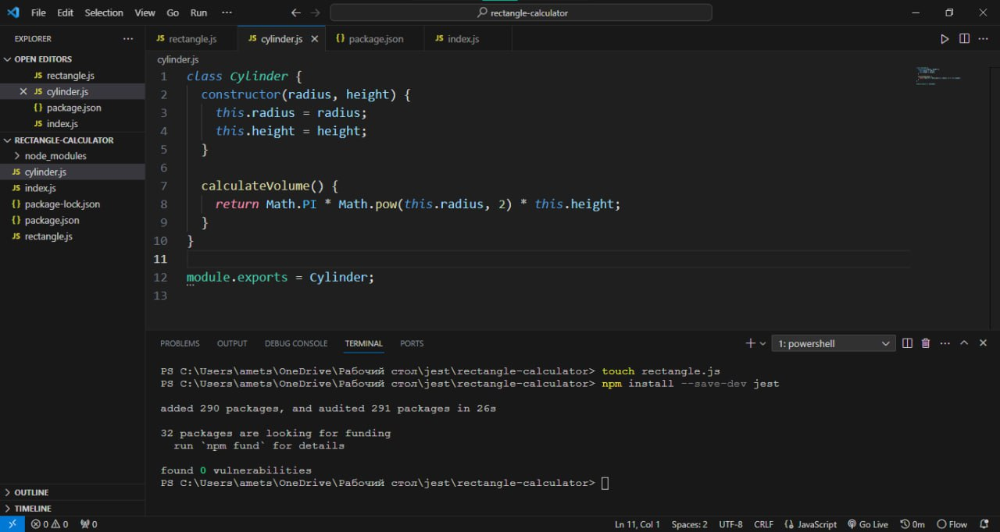 File Edit Selection View Go Run ···
rectangle-calculator
EXPLORER ···
OPEN EDITORS
JS rectangle.js
JS cylinder.js
{} package.json
JS index.js
RECTANGLE-CALCULATOR
node_modules
JS cylinder.js
JS index.js
{} package-lock.json
{} package.json
JS rectangle.js
OUTLINE
TIMELINE
JS rectangle.js JS cylinder.js {} package.json JS index.js
cylinder.js
1 class Cylinder {
2 constructor(radius, height) {
3 this.radius = radius;
4 this.height = height;
5 }
6
7 calculateVolume() {
8 return Math.PI * Math.pow(this.radius, 2) * this.height;
9 }
10 }
11
12 module.exports = Cylinder;
13
PROBLEMS OUTPUT DEBUG CONSOLE TERMINAL PORTS 1: powershell
PS C:\Users\amets\OneDrive\Рабочий стол\jest\rectangle-calculator> touch rectangle.js
PS C:\Users\amets\OneDrive\Рабочий стол\jest\rectangle-calculator> npm install --save-dev jest
added 290 packages, and audited 291 packages in 26s
32 packages are looking for funding
run `npm fund` for details
found 0 vulnerabilities
PS C:\Users\amets\OneDrive\Рабочий стол\jest\rectangle-calculator>
0 0 0 Ln 11, Col 1 Spaces: 2 UTF-8 CRLF JavaScript Go Live 0m Flow